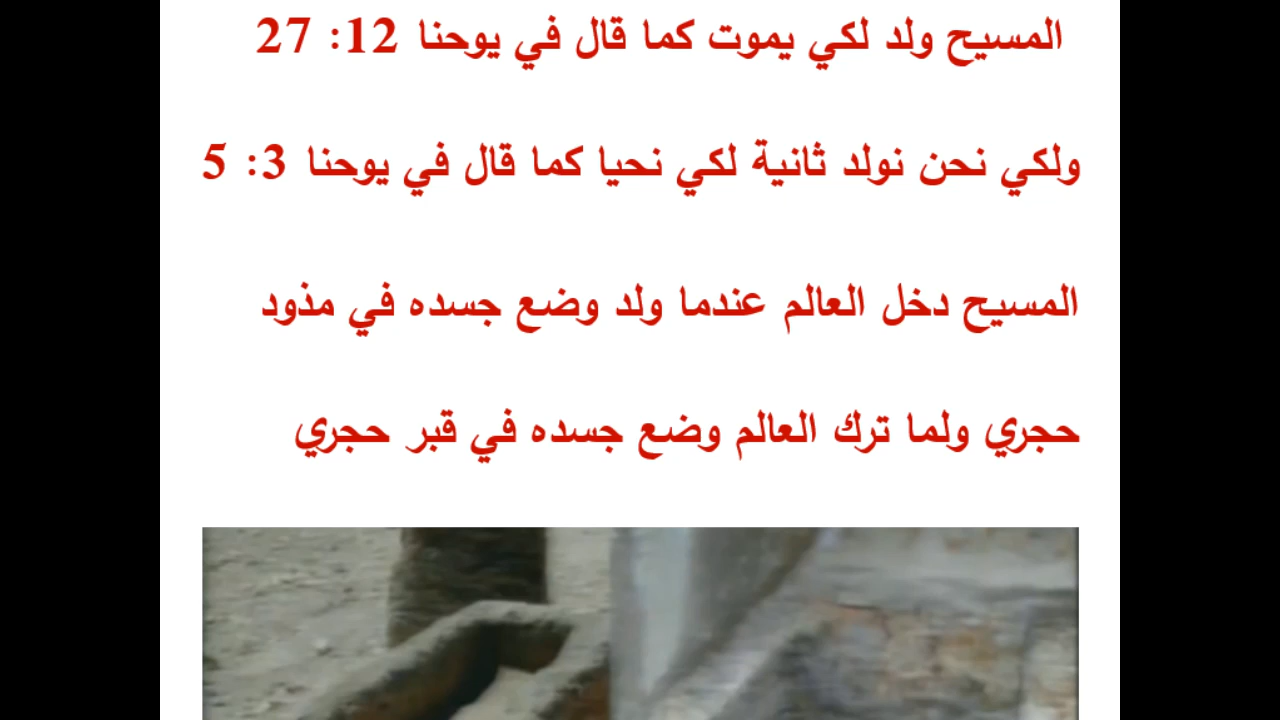 المسيح ولد لكي يموت كما قال في يوحنا 12: 27
ولكي نحن نولد ثانية لكي نحيا كما قال في يوحنا 3: 5
المسيح دخل العالم عندما ولد وضع جسده في مذود
حجري ولما ترك العالم وضع جسده في قبر حجري